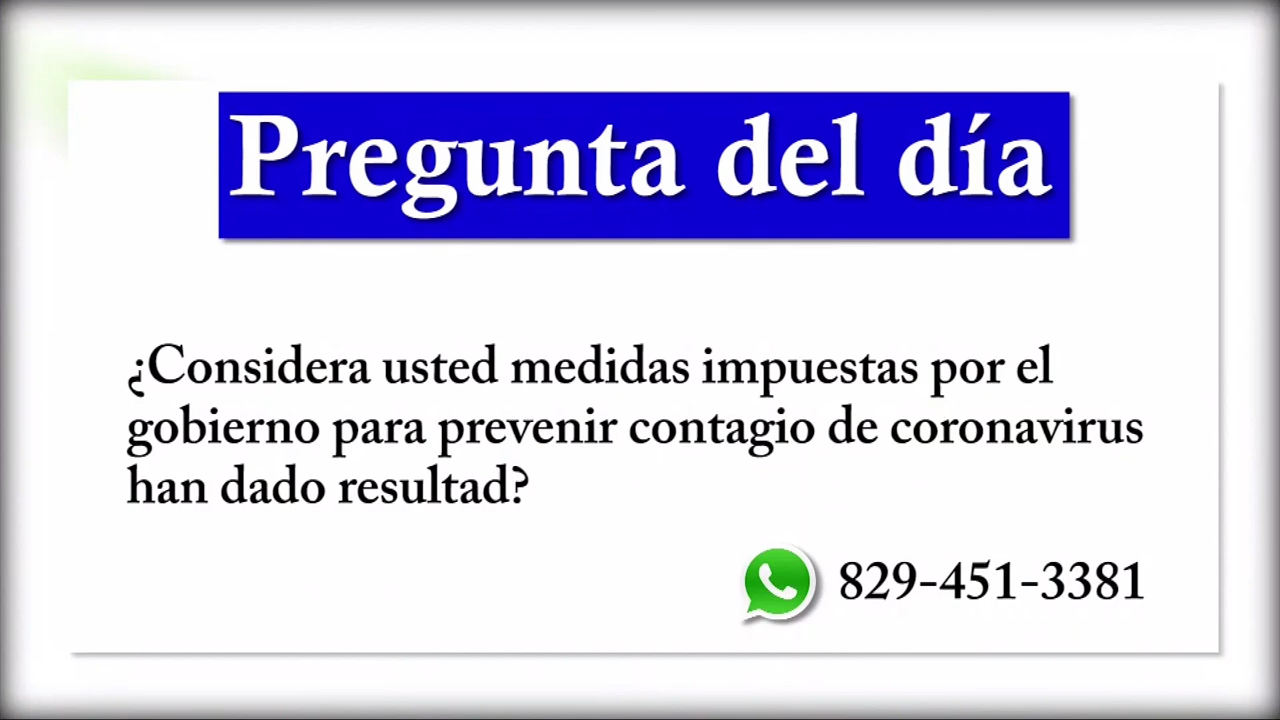 Pregunta del día
¿Considera usted medidas impuestas por el
gobierno para prevenir contagio de coronavirus
han dado resultad?
829-451-3381